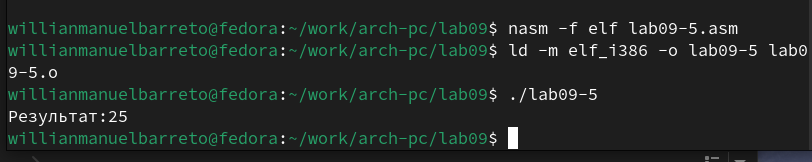 willianmanuelbarreto@fedora:~/work/arch-pc/lab09$ nasm -f elf lab09-5.asm
willianmanuelbarreto@fedora:~/work/arch-pc/lab09$ ld -m elf_i386 -o lab09-5 lab0
9-5.o
willianmanuelbarreto@fedora:~/work/arch-pc/lab09$ ./lab09-5
Результат:25
willianmanuelbarreto@fedora:~/work/arch-pc/lab09$